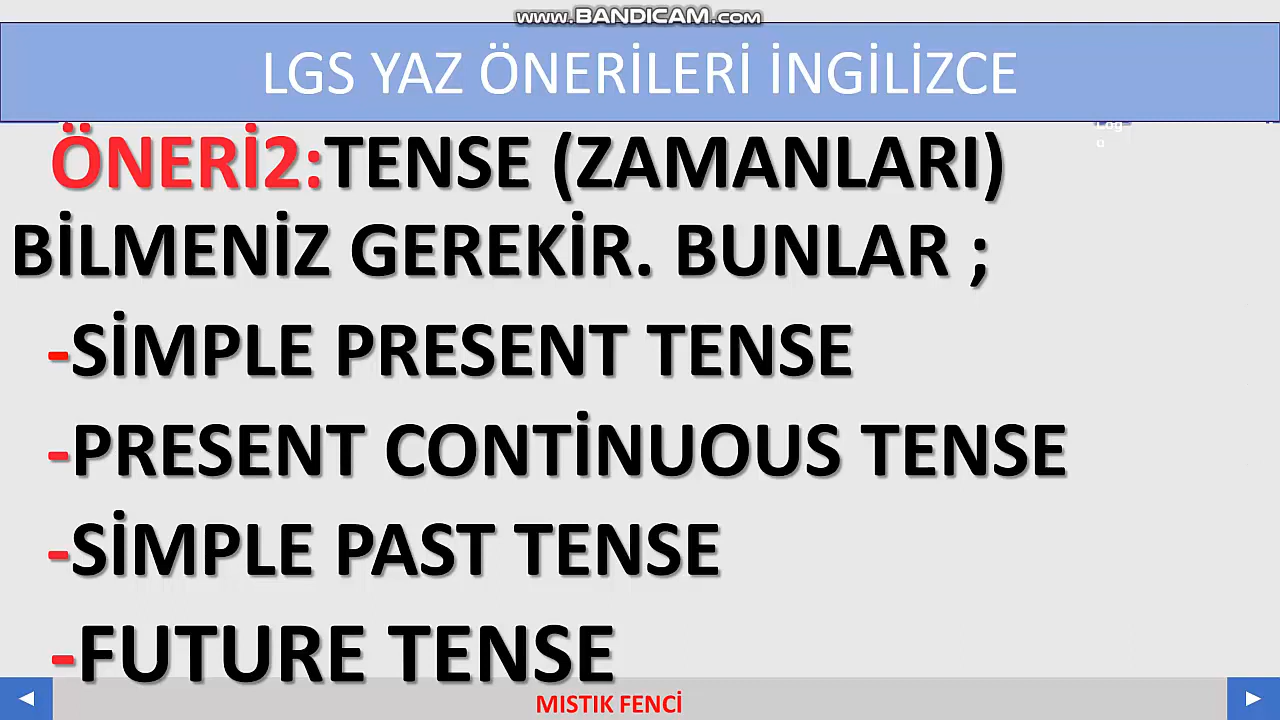 www.BANDICAM.com
LGS YAZ ÖNERİLERİ İNGİLİZCE
Log
o
ÖNERİ2:TENSE (ZAMANLARI)
BİLMENİZ GEREKİR. BUNLAR ;
-SİMPLE PRESENT TENSE
-PRESENT CONTİNUOUS TENSE
-SİMPLE PAST TENSE
-FUTURE TENSE
MISTIK FENCİ